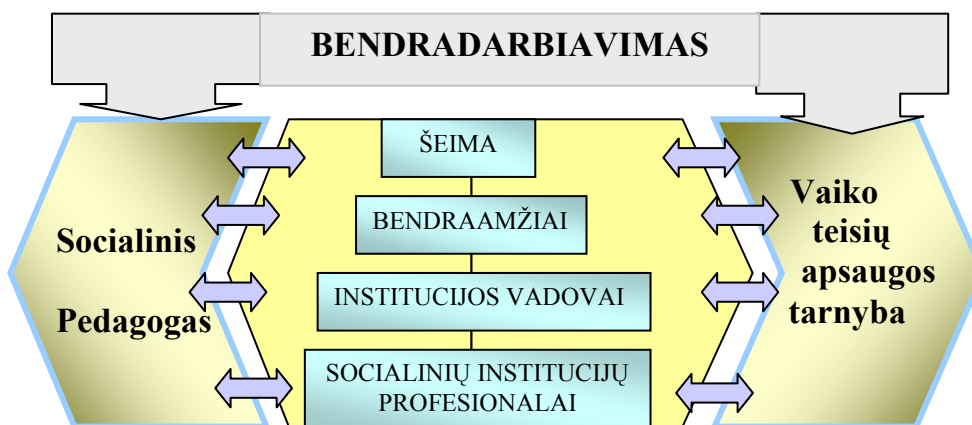 BENDRADARBIAVIMAS
Socialinis
Pedagogas
ŠEIMA
BENDRAAMŽIAI
INSTITUCIJOS VADOVAI
SOCIALINIŲ INSTITUCIJŲ
PROFESIONALAI
Vaiko
teisių
apsaugos
tarnyba